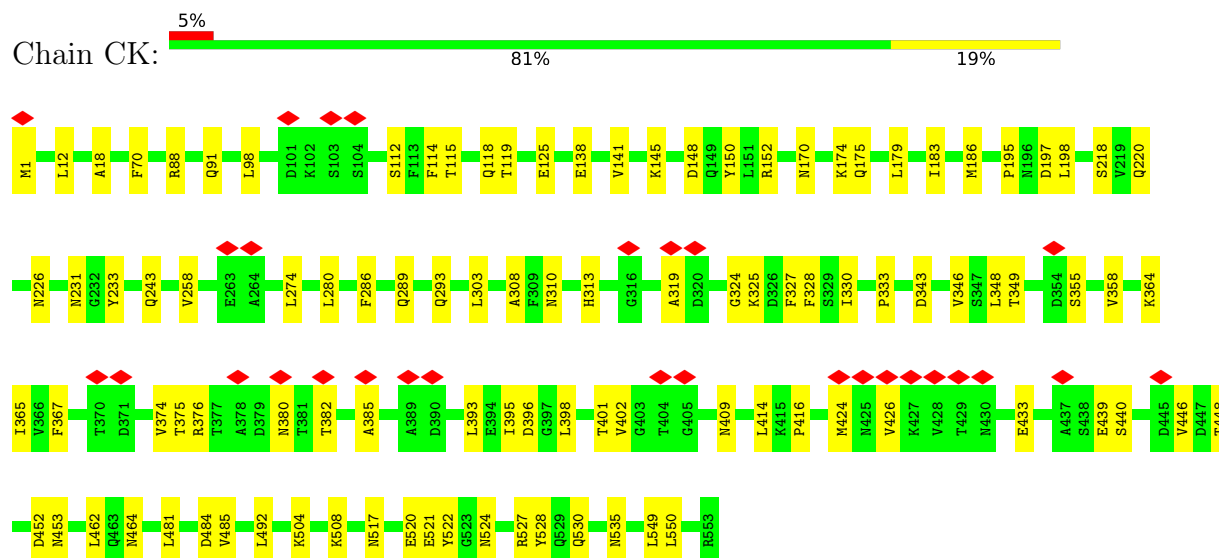 5%
Chain CK:
81% 19%
M1 L12 A18 F70 R88 Q91 L98 D101 K102 S103 S104 S112 F113 F114 T115 Q118 T119 E125 E138 V141 K145 D148 Q149 Y150 L151 R152 N170 K174 Q175 L179 I183 M186 P195 N196 D197 L198 S218 V219 Q220
N226 N231 G232 Y233 Q243 V258 E263 A264 L274 L280 F286 Q289 Q293 L303 A308 F309 N310 H313 G316 A319 D320 G324 K325 D326 F327 F328 S329 I330 P333 D343 V346 S347 L348 T349 D354 S355 V358 K364
I365 V366 F367 T370 D371 V374 T375 R376 T377 A378 D379 N380 T381 T382 A385 A389 D390 L393 E394 I395 D396 G397 L398 T401 V402 G403 T404 G405 N409 L414 K415 P416 M424 N425 V426 K427 V428 T429 N430 E433 A437 S438 E439 S440 D445 V446 D447 T448
D452 N453 L462 Q463 N464 L481 D484 V485 L492 K504 K508 N517 E520 E521 Y522 G523 N524 R527 Y528 Q529 Q530 N535 L549 L550 R553